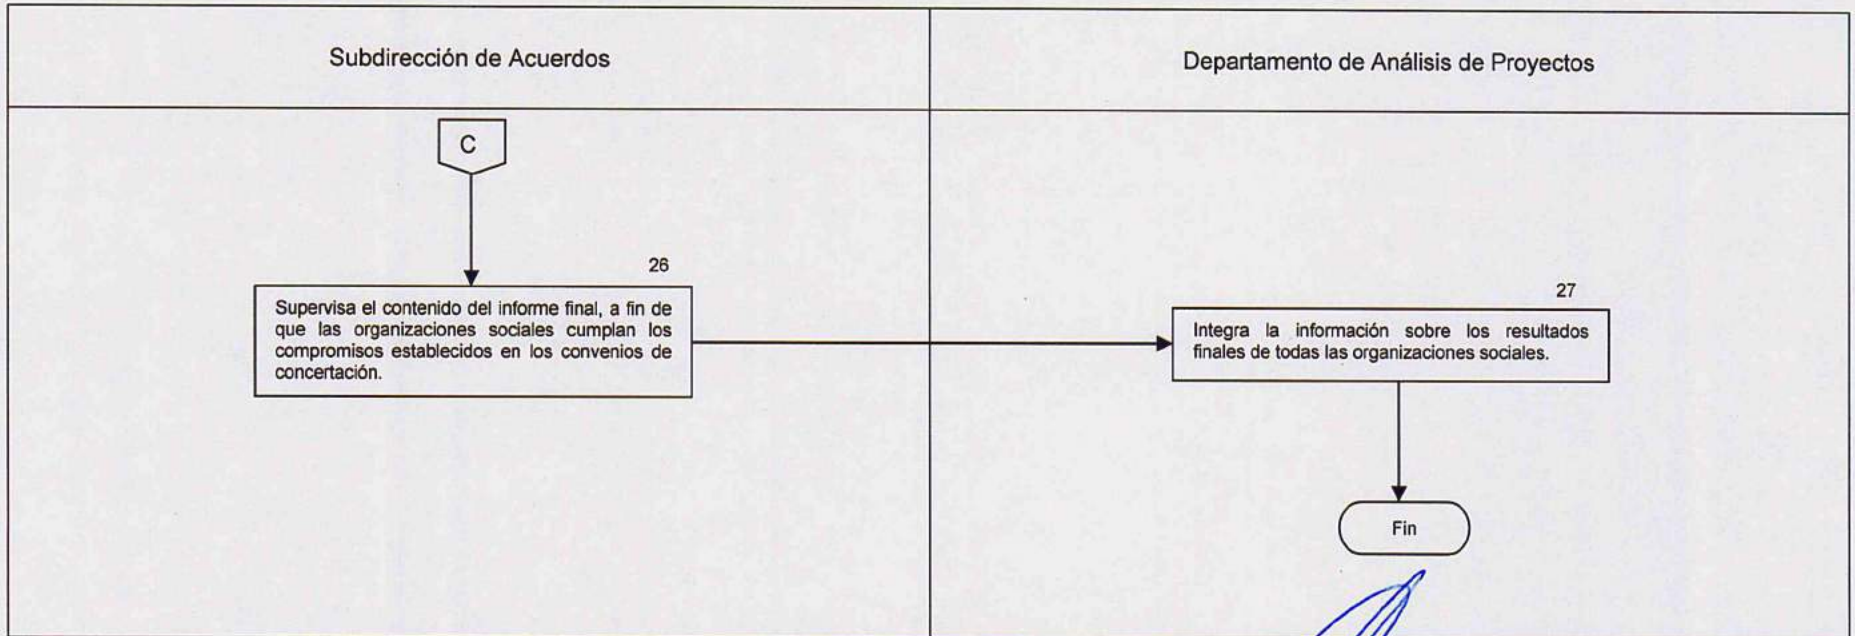 Subdirección de Acuerdos
Departamento de Análisis de Proyectos
C
26
Supervisa el contenido del informe final, a fin de
que las organizaciones sociales cumplan los
compromisos establecidos en los convenios de
concertación.
27
Integra la información sobre los resultados
finales de todas las organizaciones sociales.
Fin